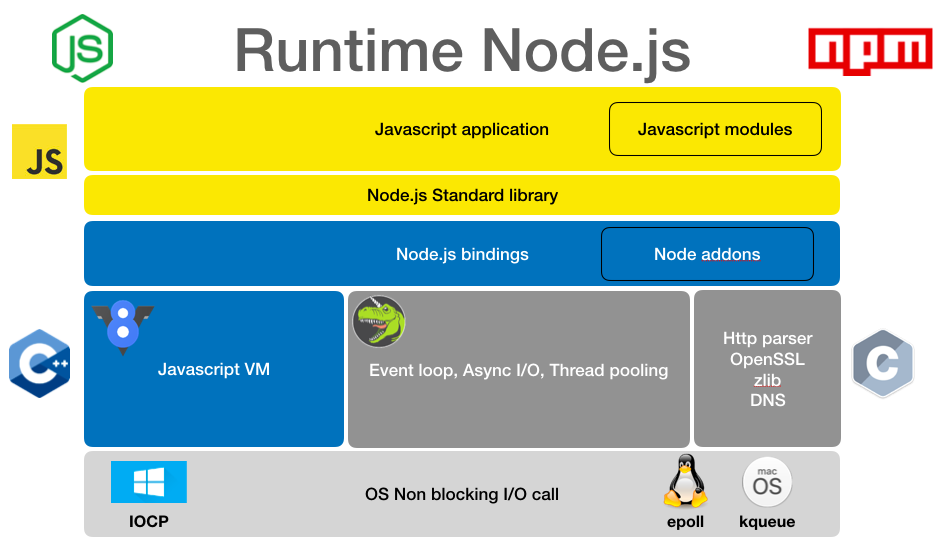 JS
Runtime Node.js
npm
JS
Javascript application
Javascript modules
Node.js Standard library
Node.js bindings
Node addons
8
C++
Javascript VM
Event loop, Async I/O, Thread pooling
Http parser
OpenSSL
zlib
DNS
C
IOCP
OS Non blocking I/O call
epoll
mac
OS
kqueue